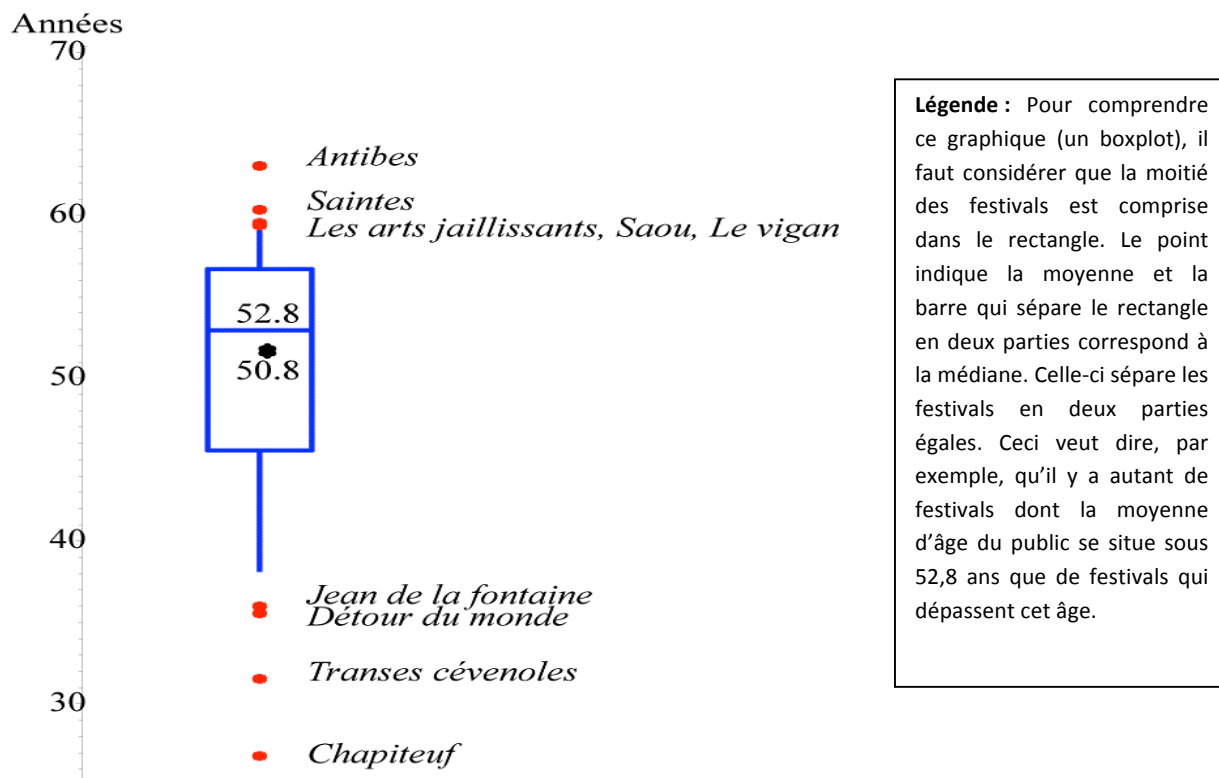 Années
70
Antibes
Saintes
60
Les arts jaillissants, Saou, Le vigan
52.8
50
50.8
40
Jean de la fontaine
Détour du monde
Transes cévenoles
30
Chapiteuf
Légende : Pour comprendre
ce graphique (un boxplot), il
faut considérer que la moitié
des festivals est comprise
dans le rectangle. Le point
indique la moyenne et la
barre qui sépare le rectangle
en deux parties correspond à
la médiane. Celle-ci sépare les
festivals en deux parties
égales. Ceci veut dire, par
exemple, qu’il y a autant de
festivals dont la moyenne
d’âge du public se situe sous
52,8 ans que de festivals qui
dépassent cet âge.